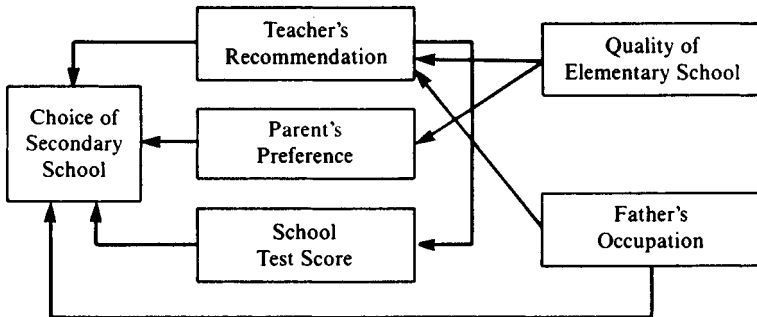 Teacher's
Recommendation
Quality of
Elementary School
Choice of
Secondary
School
Parent's
Preference
School
Test Score
Father's
Occupation